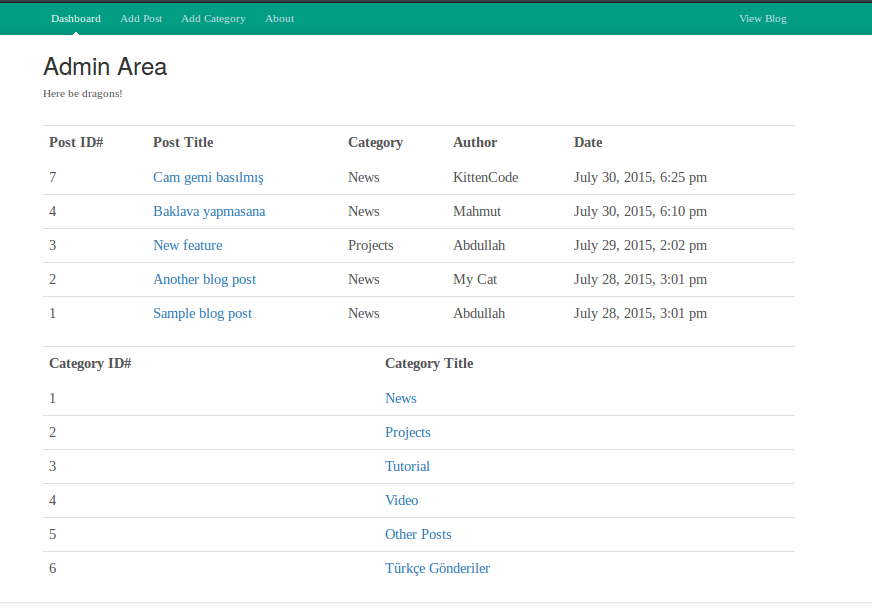 Dashboard Add Post Add Category About View Blog
Admin Area
Here be dragons!
Post ID# Post Title Category Author Date
7 Cam gemi basılmış News KittenCode July 30, 2015, 6:25 pm
4 Baklava yapmasana News Mahmut July 30, 2015, 6:10 pm
3 New feature Projects Abdullah July 29, 2015, 2:02 pm
2 Another blog post News My Cat July 28, 2015, 3:01 pm
1 Sample blog post News Abdullah July 28, 2015, 3:01 pm
Category ID# Category Title
1 News
2 Projects
3 Tutorial
4 Video
5 Other Posts
6 Türkçe Gönderiler